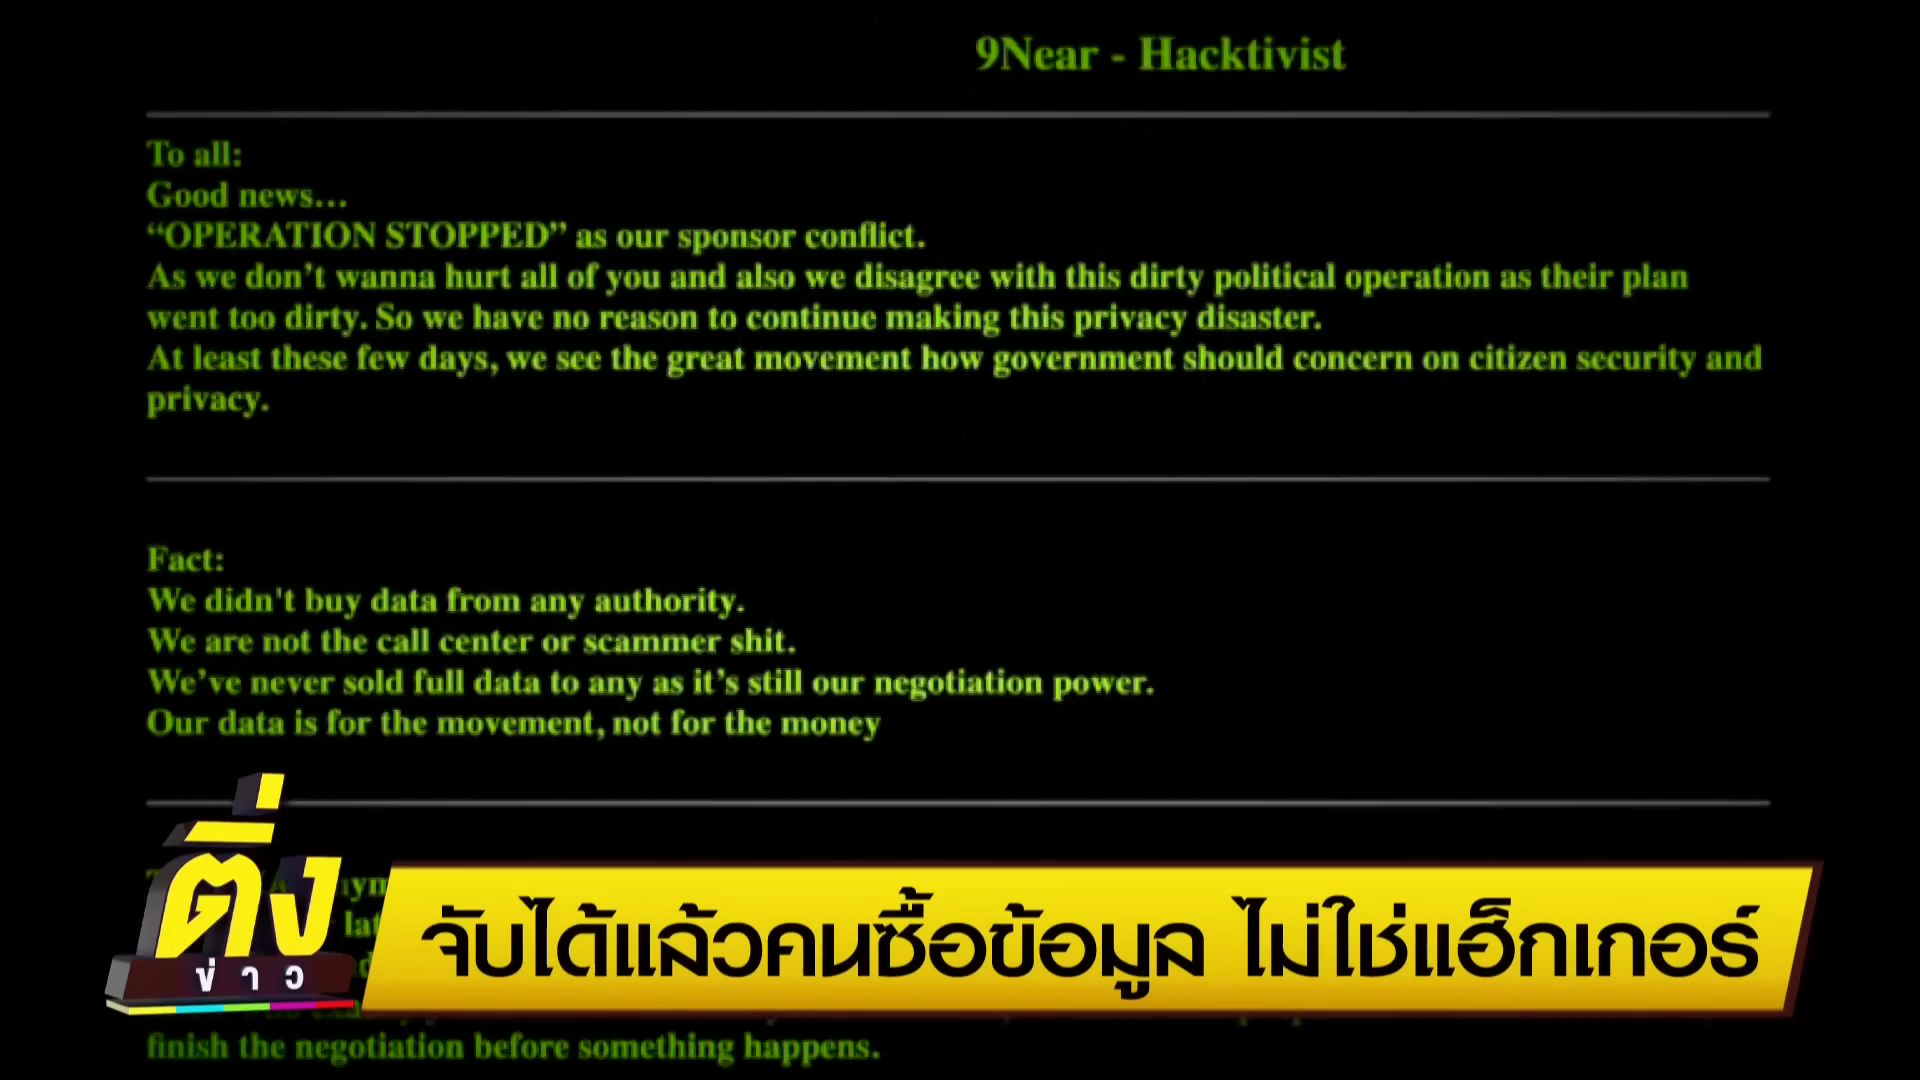 9Near - Hacktivist
To all:
Good news…
“OPERATION STOPPED” as our sponsor conflict.
As we don’t wanna hurt all of you and also we disagree with this dirty political operation as their plan
went too dirty. So we have no reason to continue making this privacy disaster.
At least these few days, we see the great movement how government should concern on citizen security and
privacy.
Fact:
We didn't buy data from any authority.
We are not the call center or scammer shit.
We’ve never sold full data to any as it’s still our negotiation power.
Our data is for the movement, not for the money
ติ่ง
ข่าว
จับได้แล้วคนซื้อข้อมูล ไม่ใช่แฮ็กเกอร์
finish the negotiation before something happens.